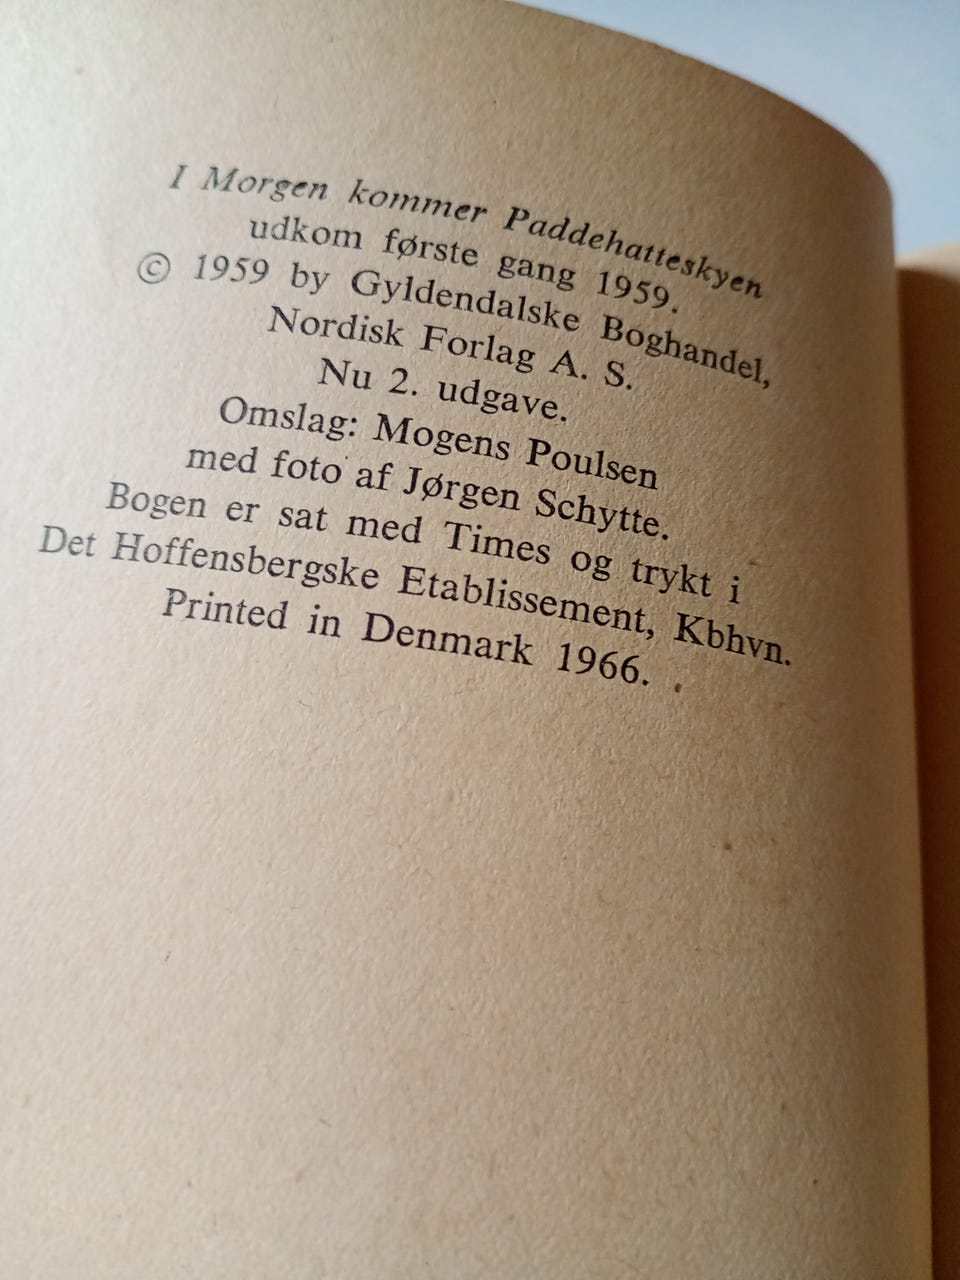 I Morgen kommer Paddehatteskyen
udkom første gang 1959.
© 1959 by Gyldendalske Boghandel,
Nordisk Forlag A. S.
Nu 2. udgave.
Omslag: Mogens Poulsen
med foto af Jørgen Schytte.
Bogen er sat med Times og trykt i
Det Hoffensbergske Etablissement, Kbhvn.
Printed in Denmark 1966.